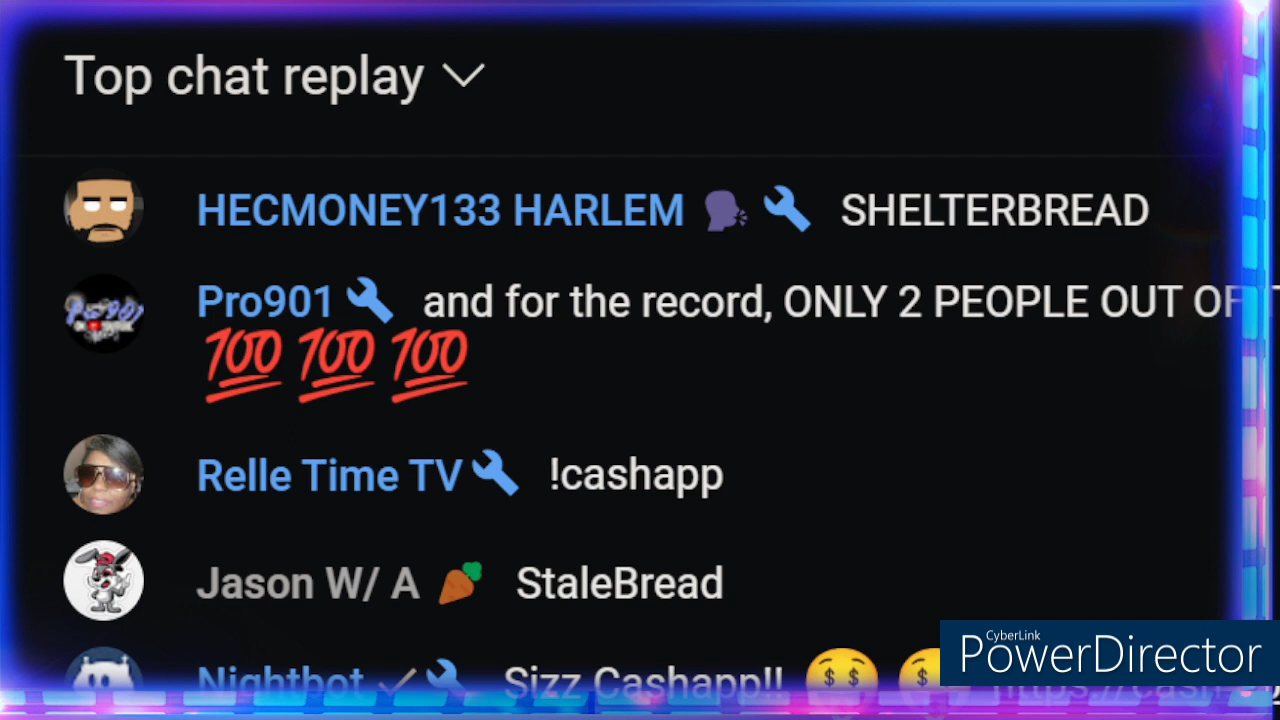 Top chat replay
HECMONEY133 HARLEM 🗣️ SHELTERBREAD
Pro901 and for the record, ONLY 2 PEOPLE OUT OF
💯 💯 💯
Relle Time TV !cashapp
Jason W/ A 🥕 StaleBread
Nightbot Sizz Cashapp!! 🤑 🤑
CyberLink
PowerDirector